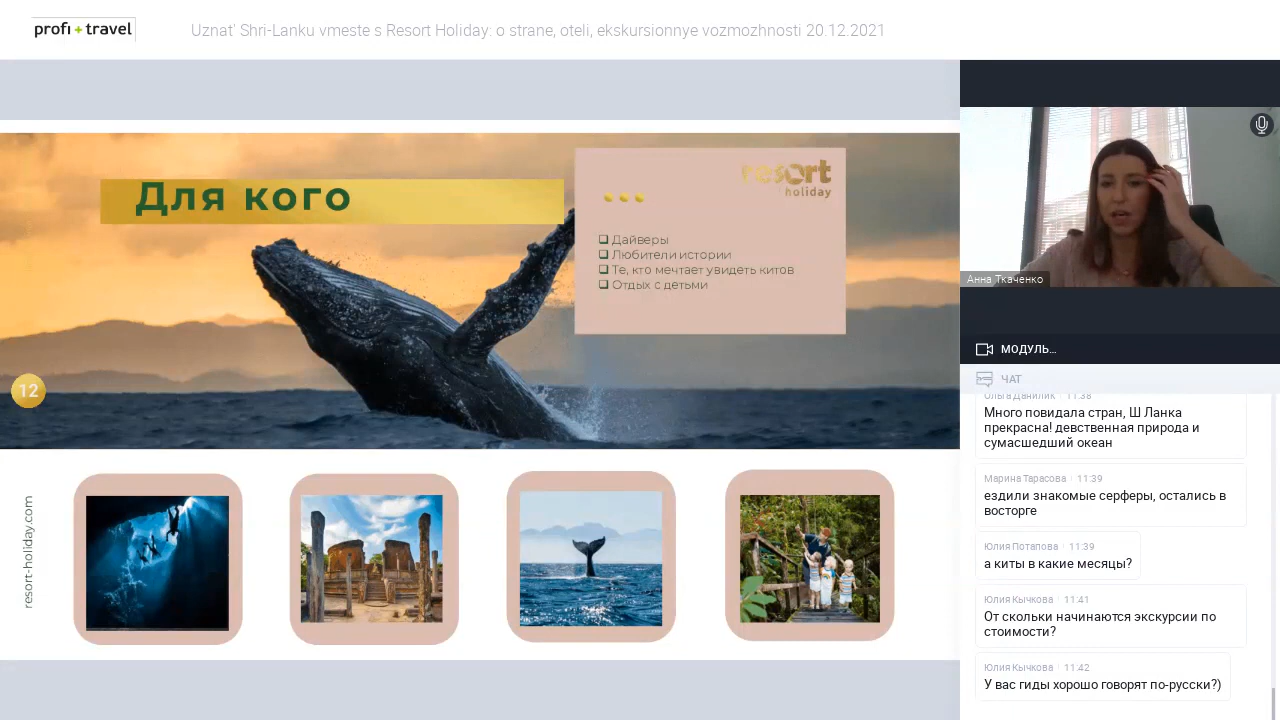 profi + travel
Uznat' Shri-Lanku vmeste s Resort Holiday: o strane, oteli, ekskursionnye vozmozhnosti 20.12.2021
Для кого
resort
holiday
Дайверы
Любители истории
Те, кто мечтает увидеть китов
Отдых с детьми
12
resort-holiday.com
Анна Ткаченко
МОДУЛЬ...
ЧАТ
Ольга Данилик 11:38
Много повидала стран, Ш Ланка
прекрасна! девственная природа и
сумасшедший океан
Марина Тарасова 11:39
ездили знакомые серферы, остались в
восторге
Юлия Потапова 11:39
а киты в какие месяцы?
Юлия Кычкова 11:41
От скольки начинаются экскурсии по
стоимости?
Юлия Кычкова 11:42
У вас гиды хорошо говорят по-русски?)